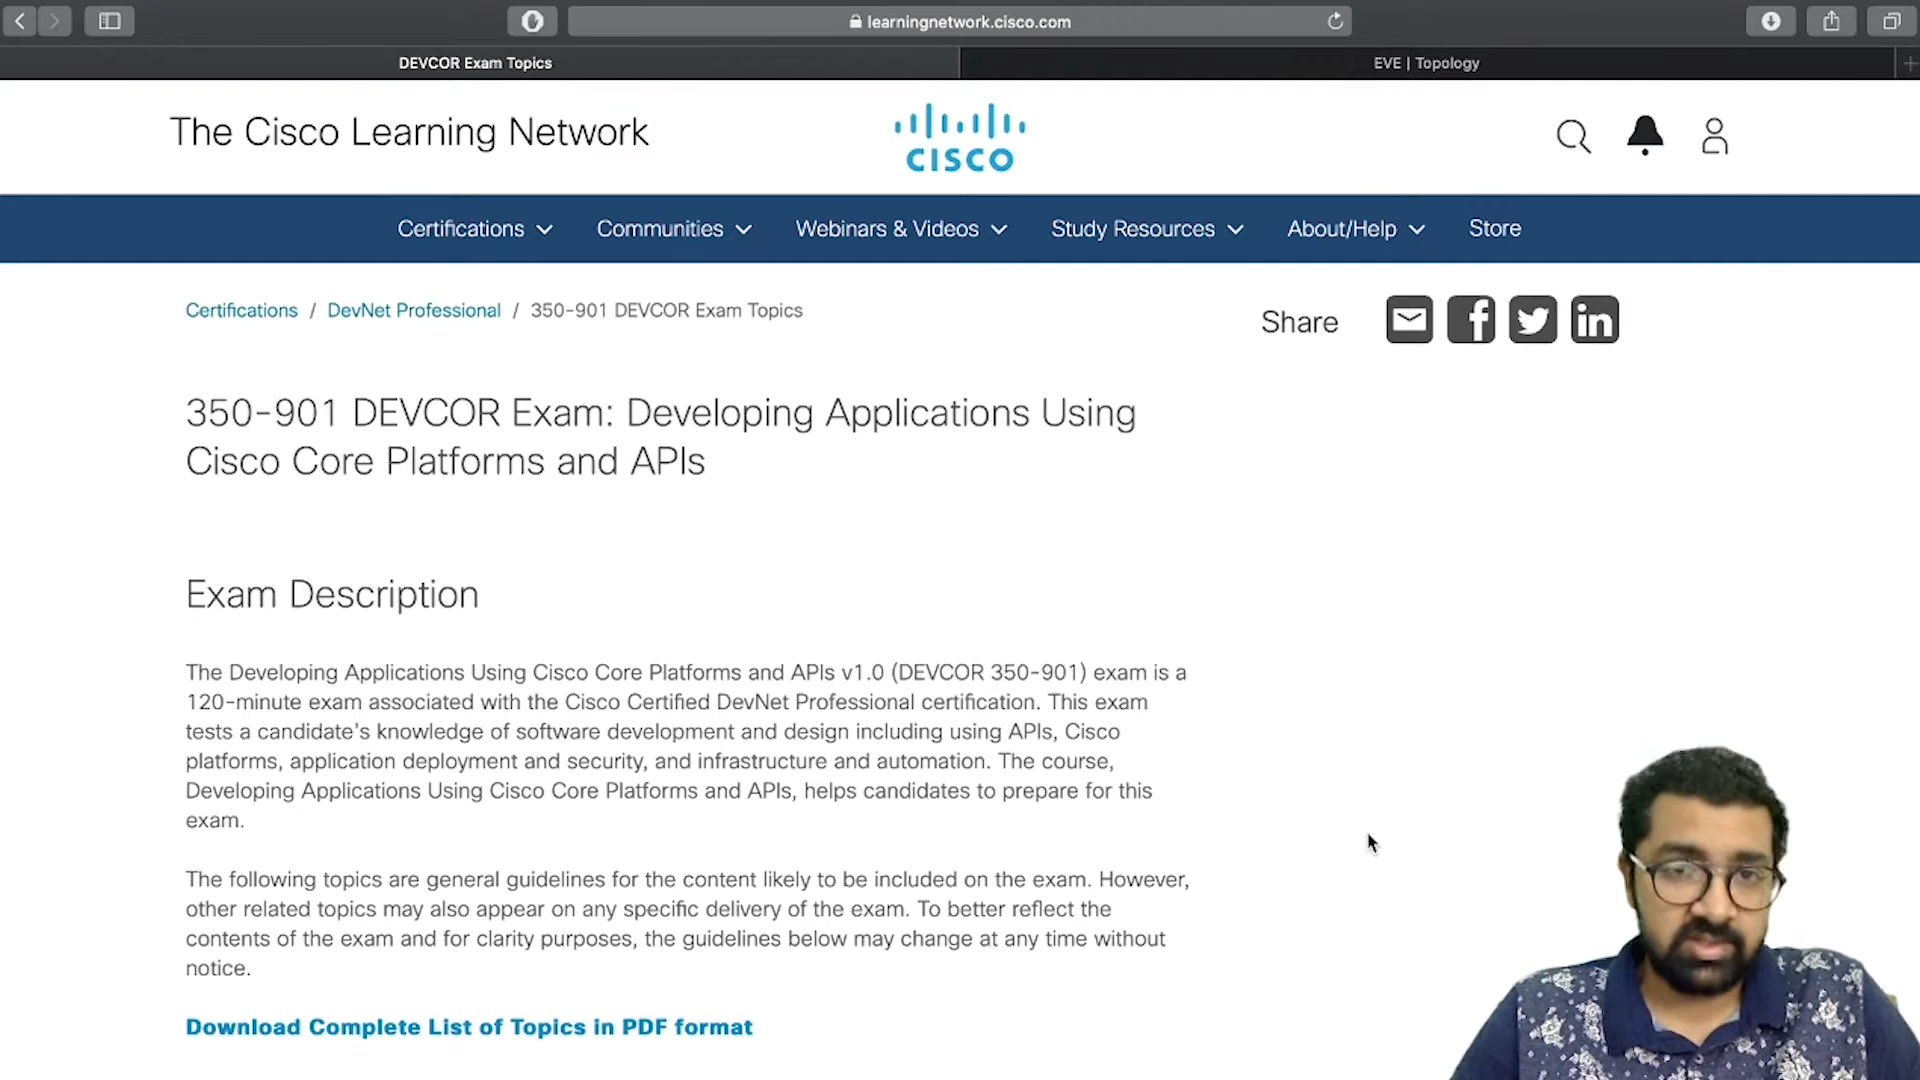 learningnetwork.cisco.com
DEVCOR Exam Topics
EVE | Topology
The Cisco Learning Network
CISCO
Certifications
Communities
Webinars & Videos
Study Resources
About/Help
Store
Certifications / DevNet Professional / 350-901 DEVCOR Exam Topics
Share
350-901 DEVCOR Exam: Developing Applications Using
Cisco Core Platforms and APIs
Exam Description
The Developing Applications Using Cisco Core Platforms and APIs v1.0 (DEVCOR 350-901) exam is a
120-minute exam associated with the Cisco Certified DevNet Professional certification. This exam
tests a candidate's knowledge of software development and design including using APIs, Cisco
platforms, application deployment and security, and infrastructure and automation. The course,
Developing Applications Using Cisco Core Platforms and APIs, helps candidates to prepare for this
exam.
The following topics are general guidelines for the content likely to be included on the exam. However,
other related topics may also appear on any specific delivery of the exam. To better reflect the
contents of the exam and for clarity purposes, the guidelines below may change at any time without
notice.
Download Complete List of Topics in PDF format